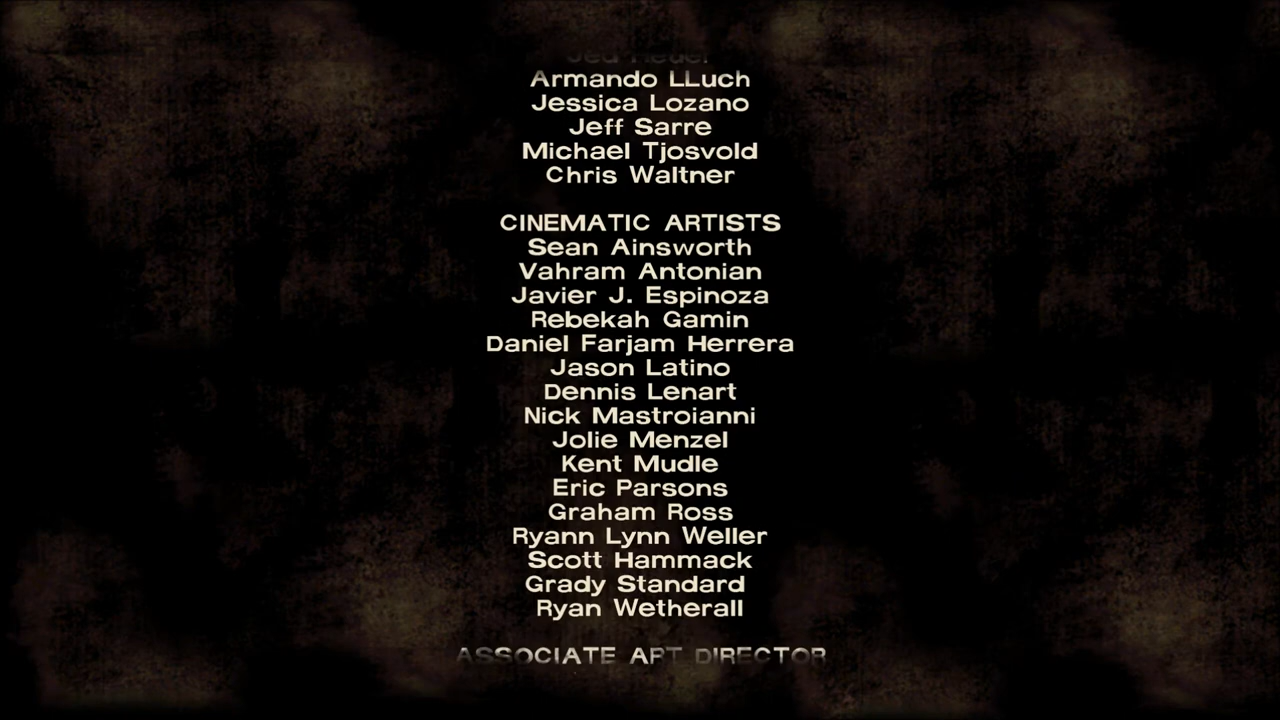 Armando LLuch
Jessica Lozano
Jeff Sarre
Michael Tjosvold
Chris Waltner
CINEMATIC ARTISTS
Sean Ainsworth
Vahram Antonian
Javier J. Espinoza
Rebekah Gamin
Daniel Farjam Herrera
Jason Latino
Dennis Lenart
Nick Mastroianni
Jolie Menzel
Kent Mudle
Eric Parsons
Graham Ross
Ryann Lynn Weller
Scott Hammack
Grady Standard
Ryan Wetherall
ASSOCIATE ART DIRECTOR